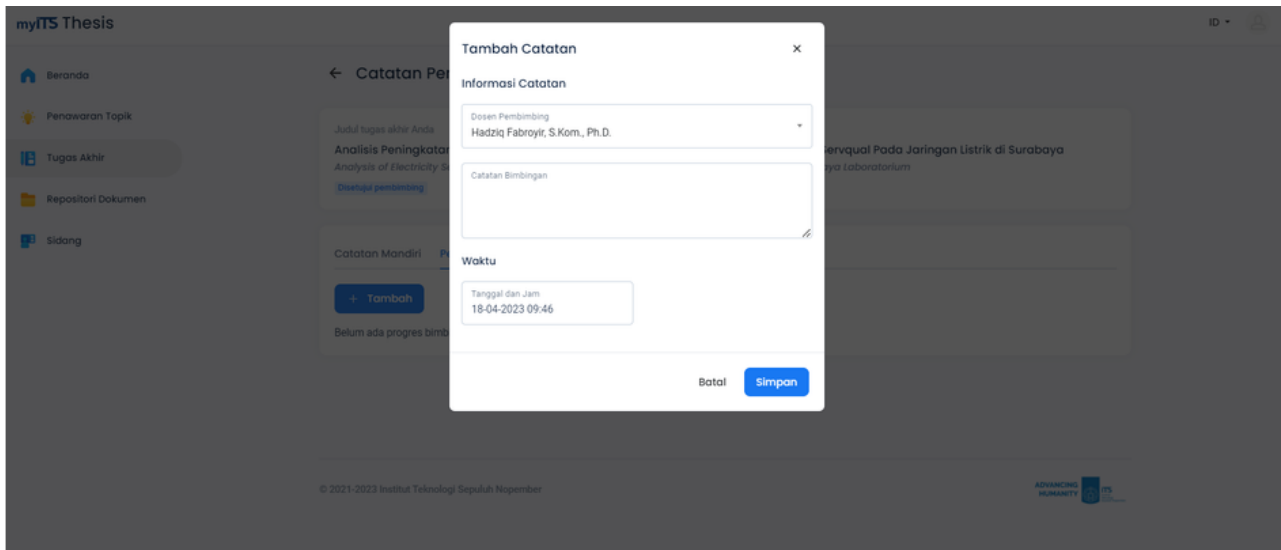 myITS Thesis
ID
Beranda
Penawaran Topik
Tugas Akhir
Repositori Dokumen
Sidang
Catatan Per
Judul tugas akhir Anda
Analisis Peningkatan
Servqual Pada Jaringan Listrik di Surabaya
Analysis of Electricity Se
aya Laboratorium
Disetujui pembimbing
Catatan Mandiri
Pe
+ Tambah
Belum ada progres bimb
Tambah Catatan
×
Informasi Catatan
Dosen Pembimbing
Hadziq Fabroyir, S.Kom., Ph.D.
Catatan Bimbingan
Waktu
Tanggal dan Jam
18-04-2023 09:46
Batal
Simpan
© 2021-2023 Institut Teknologi Sepuluh Nopember
ADVANCING
HUMANITY
ITS